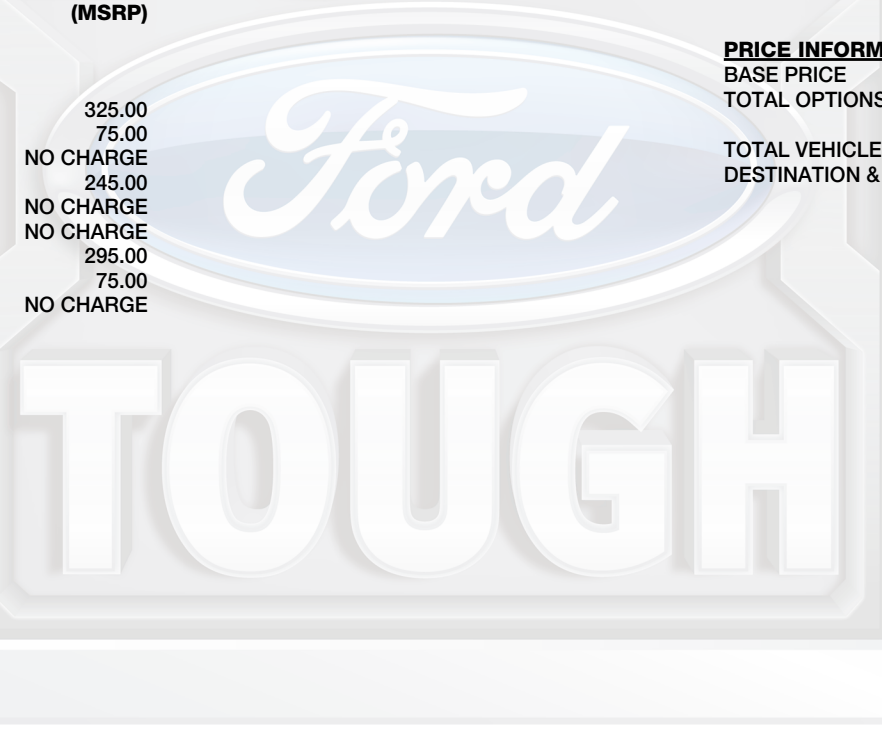 (MSRP)
325.00
75.00
NO CHARGE
245.00
NO CHARGE
NO CHARGE
295.00
75.00
NO CHARGE
PRICE INFORM
BASE PRICE
TOTAL OPTIONS
TOTAL VEHICLE
DESTINATION &
Ford
TOUGH